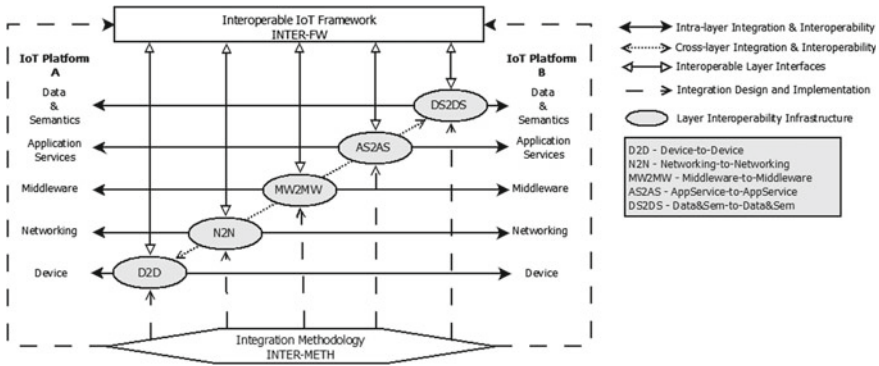 Interoperable IoT Framework
INTER-FW
IoT Platform
A
IoT Platform
B
Data
&
Semantics
DS2DS
Data
&
Semantics
Application
Services
AS2AS
Application
Services
Middleware
MW2MW
Middleware
Networking
N2N
Networking
Device
D2D
Device
Integration Methodology
INTER-METH
Intra-layer Integration & Interoperability
Cross-layer Integration & Interoperability
Interoperable Layer Interfaces
Integration Design and Implementation
Layer Interoperability Infrastructure
D2D - Device-to-Device
N2N - Networking-to-Networking
MW2MW - Middleware-to-Middleware
AS2AS - AppService-to-AppService
DS2DS - Data&Sem-to-Data&Sem